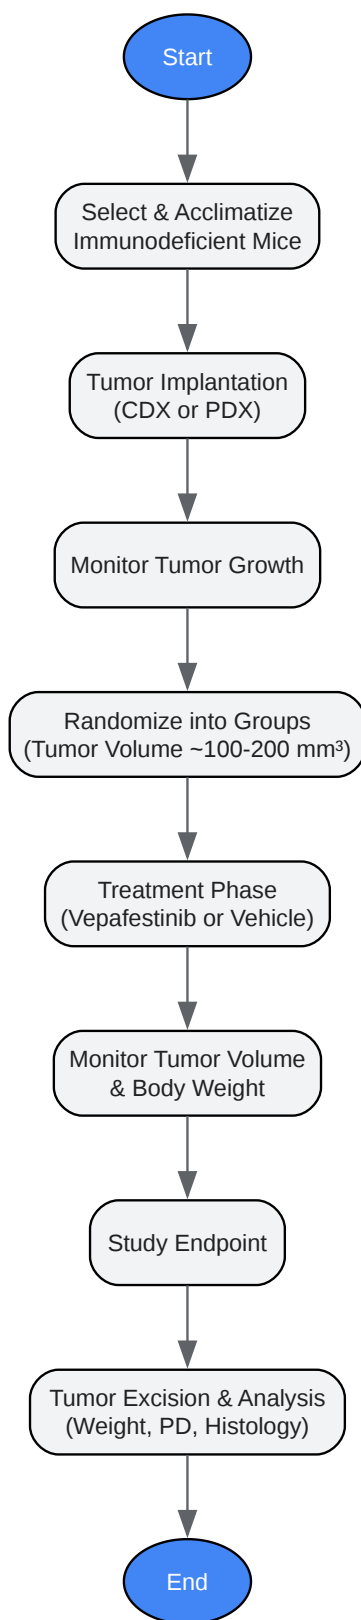 Start
Select & Acclimatize
Immunodeficient Mice
Tumor Implantation
(CDX or PDX)
Monitor Tumor Growth
Randomize into Groups
(Tumor Volume ~100-200 mm³)
Treatment Phase
(Vepafestinib or Vehicle)
Monitor Tumor Volume
& Body Weight
Study Endpoint
Tumor Excision & Analysis
(Weight, PD, Histology)
End